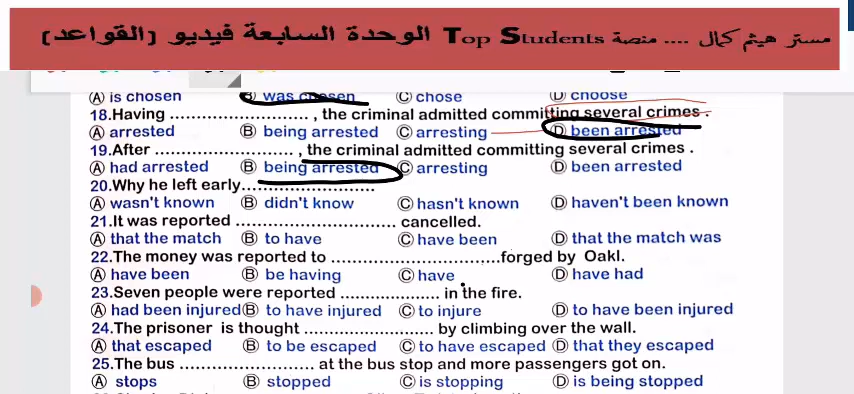 مستر هيثم كمال .... منصة Top Students الوحدة السابعة فيديو (القواعد)
Ⓐ is chosen Ⓑ was chosen Ⓒ chose Ⓓ choose
18.Having ............................ , the criminal admitted committing several crimes .
Ⓐ arrested Ⓑ being arrested Ⓒ arresting Ⓓ been arrested
19.After ............................ , the criminal admitted committing several crimes .
Ⓐ had arrested Ⓑ being arrested Ⓒ arresting Ⓓ been arrested
20.Why he left early..........................
Ⓐ wasn't known Ⓑ didn't know Ⓒ hasn't known Ⓓ haven't been known
21.It was reported ................................ cancelled.
Ⓐ that the match Ⓑ to have Ⓒ have been Ⓓ that the match was
22.The money was reported to ..................................forged by Oakl.
Ⓐ have been Ⓑ be having Ⓒ have Ⓓ have had
23.Seven people were reported .................... in the fire.
Ⓐ had been injured Ⓑ to have injured Ⓒ to injure Ⓓ to have been injured
24.The prisoner is thought .......................... by climbing over the wall.
Ⓐ that escaped Ⓑ to be escaped Ⓒ to have escaped Ⓓ that they escaped
25.The bus ........................... at the bus stop and more passengers got on.
Ⓐ stops Ⓑ stopped Ⓒ is stopping Ⓓ is being stopped